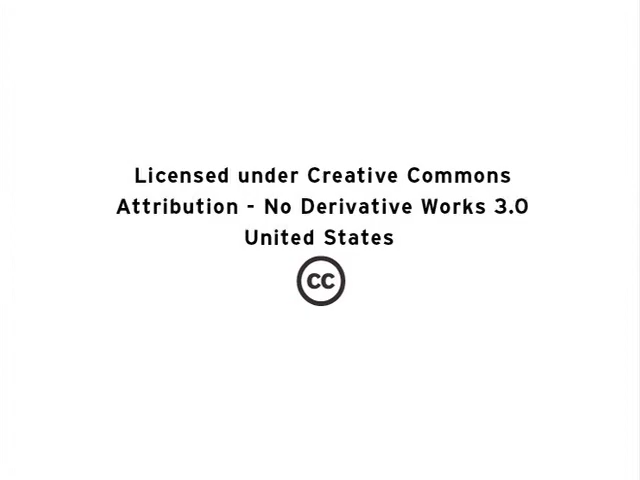 Licensed under Creative Commons
Attribution - No Derivative Works 3.0
United States
cc